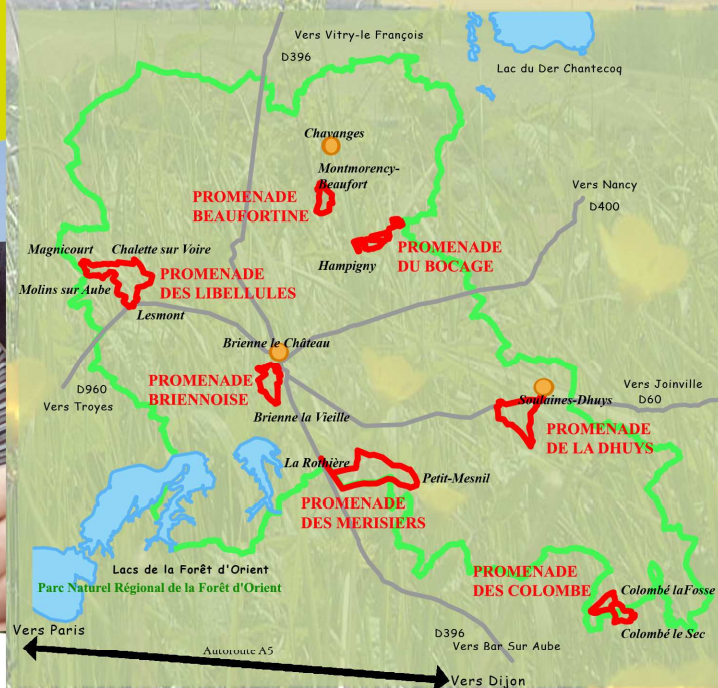 Vers Vitry-le François
D396
Lac du Der Chantecoq
Chavanges
Montmorency-
Beaufort
PROMENADE
BEAUFORTINE
Vers Nancy
D400
Magnicourt
Chalette sur Voire
PROMENADE
DU BOCAGE
Hampigny
PROMENADE
DES LIBELLULES
Molins sur Aube
Lesmont
Brienne le Château
D960
Vers Troyes
PROMENADE
BRIENNOISE
Brienne la Vieille
Soulaines-Dhuys
Vers Joinville
D60
PROMENADE
DE LA DHUYS
La Rothière
Petit-Mesnil
PROMENADE
DES MERISIERS
Lacs de la Forêt d'Orient
Parc Naturel Régional de la Forêt d'Orient
PROMENADE
DES COLOMBE
Colombé laFosse
Colombé le Sec
Vers Paris
Autoroute A5
D396
Vers Bar Sur Aube
Vers Dijon